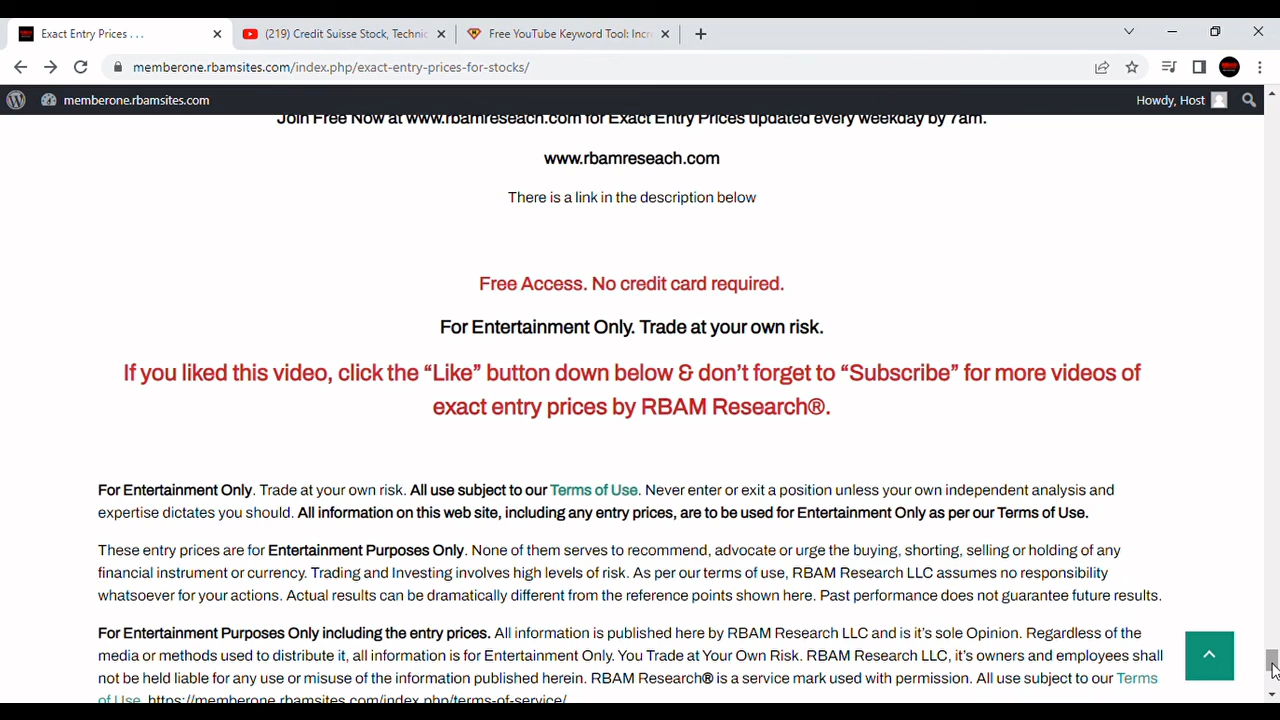 Exact Entry Prices . . .
(219) Credit Suisse Stock, Technic
Free YouTube Keyword Tool: Incre
memberone.rbamsites.com/index.php/exact-entry-prices-for-stocks/
memberone.rbamsites.com
Howdy, Host
Join Free Now at www.rbamreseach.com for Exact Entry Prices updated every weekday by 7am.
www.rbamreseach.com
There is a link in the description below
Free Access. No credit card required.
For Entertainment Only. Trade at your own risk.
If you liked this video, click the “Like” button down below & don’t forget to “Subscribe” for more videos of
exact entry prices by RBAM Research®.
For Entertainment Only. Trade at your own risk. All use subject to our Terms of Use. Never enter or exit a position unless your own independent analysis and
expertise dictates you should. All information on this web site, including any entry prices, are to be used for Entertainment Only as per our Terms of Use.
These entry prices are for Entertainment Purposes Only. None of them serves to recommend, advocate or urge the buying, shorting, selling or holding of any
financial instrument or currency. Trading and Investing involves high levels of risk. As per our terms of use, RBAM Research LLC assumes no responsibility
whatsoever for your actions. Actual results can be dramatically different from the reference points shown here. Past performance does not guarantee future results.
For Entertainment Purposes Only including the entry prices. All information is published here by RBAM Research LLC and is it’s sole Opinion. Regardless of the
media or methods used to distribute it, all information is for Entertainment Only. You Trade at Your Own Risk. RBAM Research LLC, it’s owners and employees shall
not be held liable for any use or misuse of the information published herein. RBAM Research® is a service mark used with permission. All use subject to our Terms
of Use. https://memberone.rbamsites.com/index.php/terms-of-service/